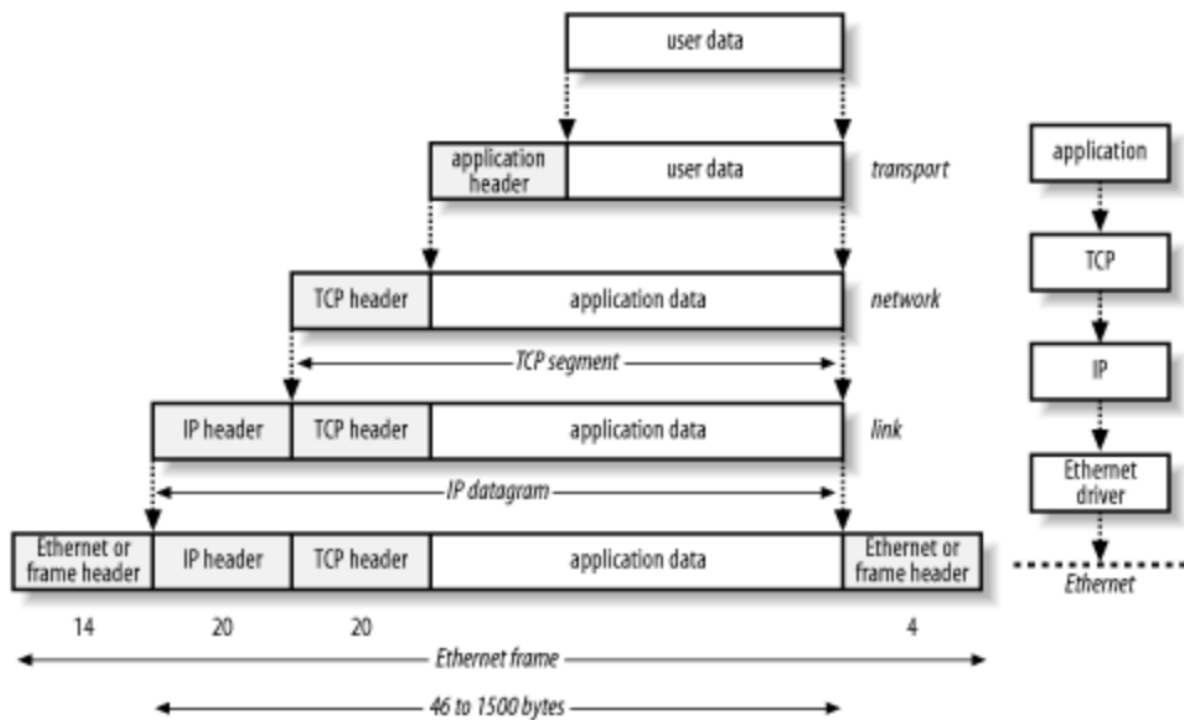 user data
application
header
user data
transport
application
TCP header
application data
network
TCP
TCP segment
IP
IP header
TCP header
application data
link
IP datagram
Ethernet
driver
Ethernet or
frame header
IP header
TCP header
application data
Ethernet or
frame header
Ethernet
14
20
20
4
Ethernet frame
46 to 1500 bytes